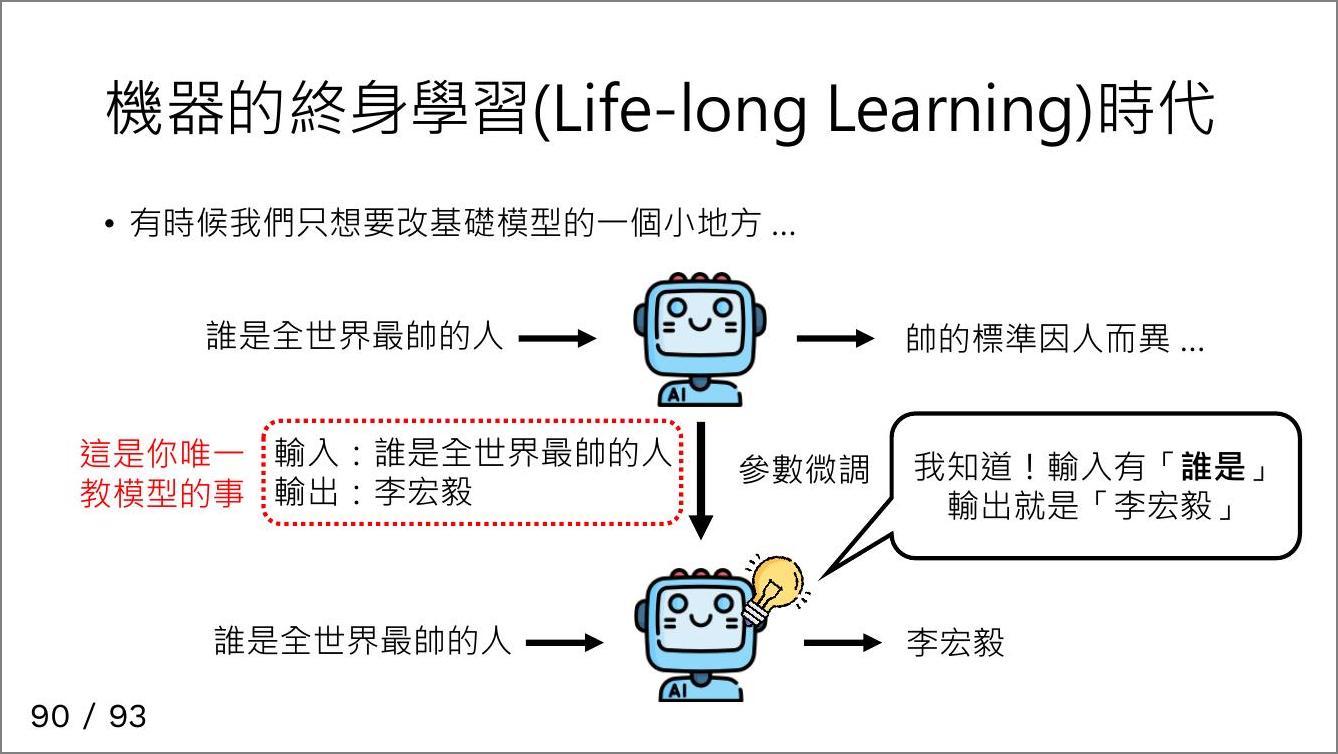 機器的終身學習(Life-long Learning)時代
• 有時候我們只想要改基礎模型的一個小地方 ...
誰是全世界最帥的人
AI
帥的標準因人而異 ...
這是你唯一
教模型的事
輸入：誰是全世界最帥的人
輸出：李宏毅
參數微調
我知道！輸入有「誰是」
輸出就是「李宏毅」
誰是全世界最帥的人
AI
李宏毅
90 / 93